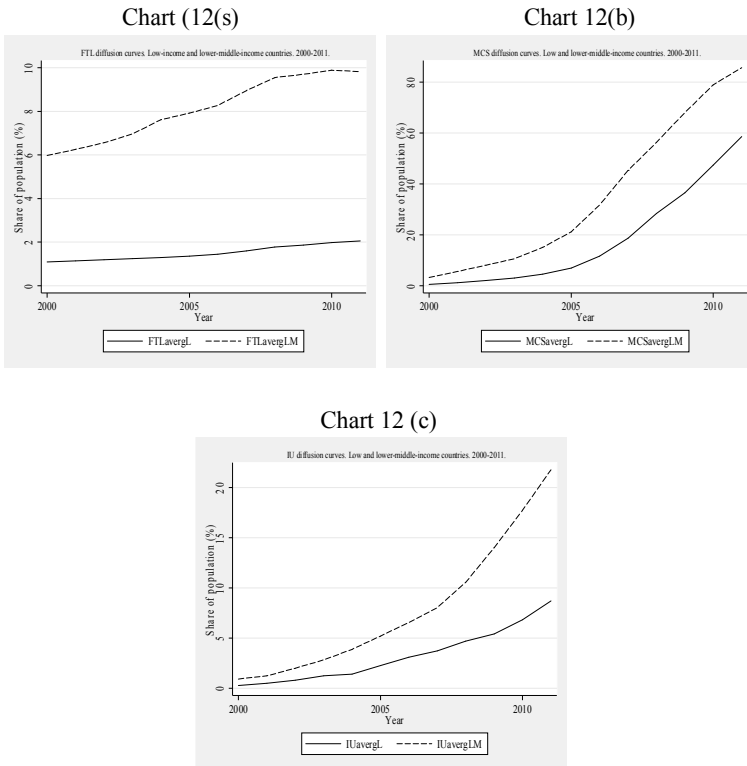 Chart (12(s
Chart 12(b)
FTL diffusion curves. Low-income and lower-middle-income countries. 2000-2011.
Share of population (%)
10
8
6
4
2
0
2000 2005 2010
Year
FTLavergL FTLavergLM
MCS diffusion curves. Low and lower-middle-income countries. 2000-2011.
Share of population (%)
80
60
40
20
0
2000 2005 2010
Year
MCSavergL MCSavergLM
Chart 12 (c)
IU diffusion curves. Low and lower-middle-income countries. 2000-2011.
Share of population (%)
20
15
10
5
0
2000 2005 2010
Year
IUavergL IUavergLM